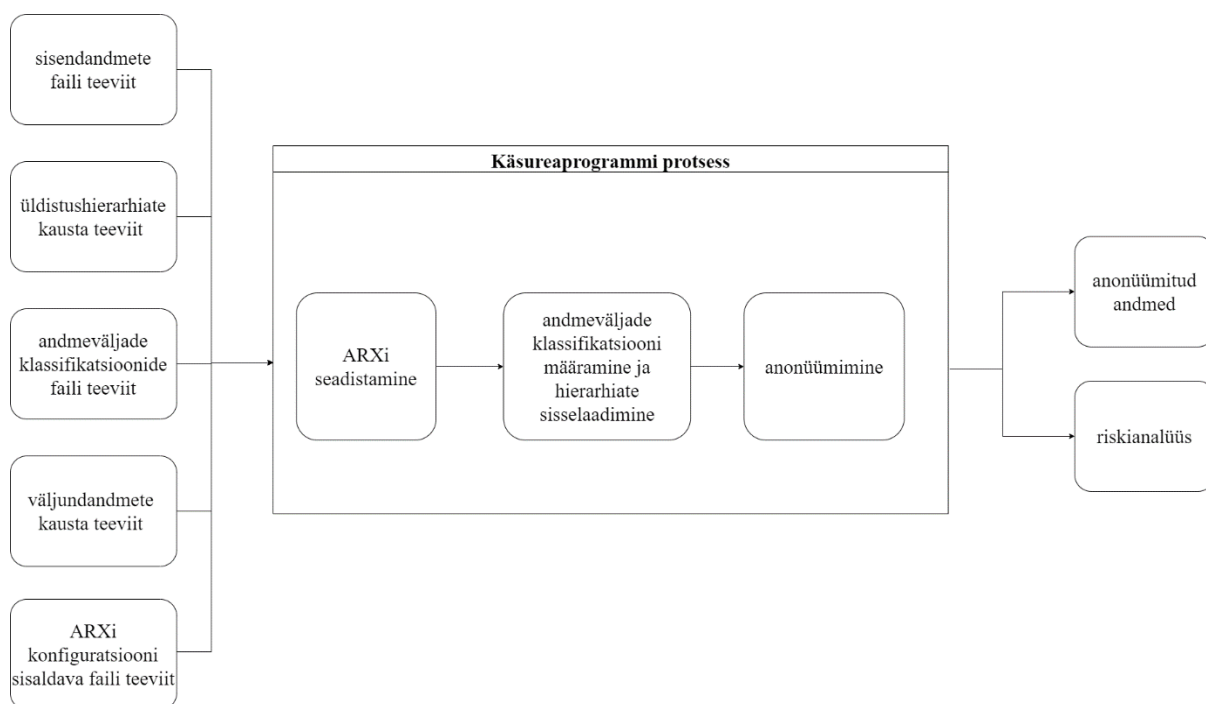 sisendandmete
faili teeviit
üldistushierarhiate
kausta teeviit
andmeväljade
klassifikatsioonide
faili teeviit
väljundandmete
kausta teeviit
ARXi
konfiguratsiooni
sisaldava faili teeviit
Käsureaprogrammi protsess
ARXi
seadistamine
andmeväljade
klassifikatsiooni
määramine ja
hierarhiate
sisselaadimine
anonüümimine
anonüümitud
andmed
riskianalüüs